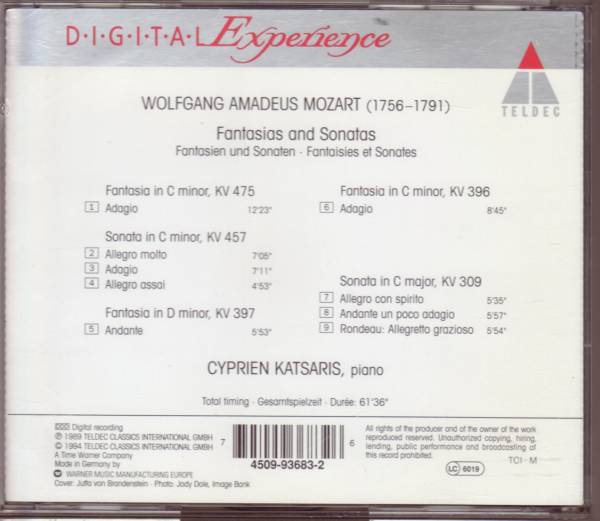 D·I·G·I·T·A·L Experience
TELDEC
WOLFGANG AMADEUS MOZART (1756–1791)
Fantasias and Sonatas
Fantasien und Sonaten · Fantaisies et Sonates
Fantasia in C minor, KV 475
1 Adagio 12'23"
Sonata in C minor, KV 457
2 Allegro molto 7'05"
3 Adagio 7'11"
4 Allegro assai 4'53"
Fantasia in D minor, KV 397
5 Andante 5'53"
Fantasia in C minor, KV 396
6 Adagio 8'45"
Sonata in C major, KV 309
7 Allegro con spirito 5'35"
8 Andante un poco adagio 5'57"
9 Rondeau: Allegretto grazioso 5'54"
CYPRIEN KATSARIS, piano
Total timing · Gesamtspielzeit · Durée: 61'36"
DDD Digital recording
℗ 1989 TELDEC CLASSICS INTERNATIONAL GMBH
© 1994 TELDEC CLASSICS INTERNATIONAL GMBH
A Time Warner Company
Made in Germany by
WARNER MUSIC MANUFACTURING EUROPE
Cover: Jutta von Brandenstein · Photo: Jody Dole, Image Bank
7 6
4509-93683-2
All rights of the producer and of the owner of the work
reproduced reserved. Unauthorized copying, hiring,
lending, public performance and broadcasting of
this record prohibited.
TCI - M
LC 6019